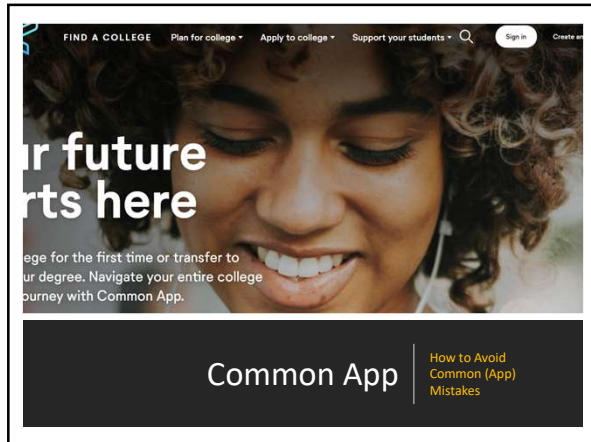 FIND A COLLEGE Plan for college Apply to college Support your students Sign in Create an
r future
rts here
ege for the first time or transfer to
ur degree. Navigate your entire college
ourney with Common App.
Common App
How to Avoid
Common (App)
Mistakes